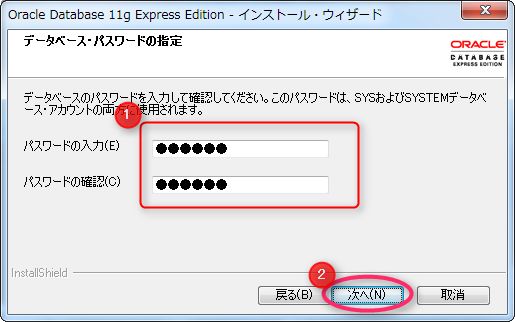 Oracle Database 11g Express Edition - インストール・ウィザード
データベース・パスワードの指定
ORACLE
DATABASE
EXPRESS EDITION
データベースのパスワードを入力して確認してください。このパスワードは、SYSおよびSYSTEMデータベ
ース・アカウントの両方に使用されます。
1
パスワードの入力(E)
●●●●●●
パスワードの確認(C)
●●●●●●
InstallShield
2
戻る(B)
次へ(N)
取消